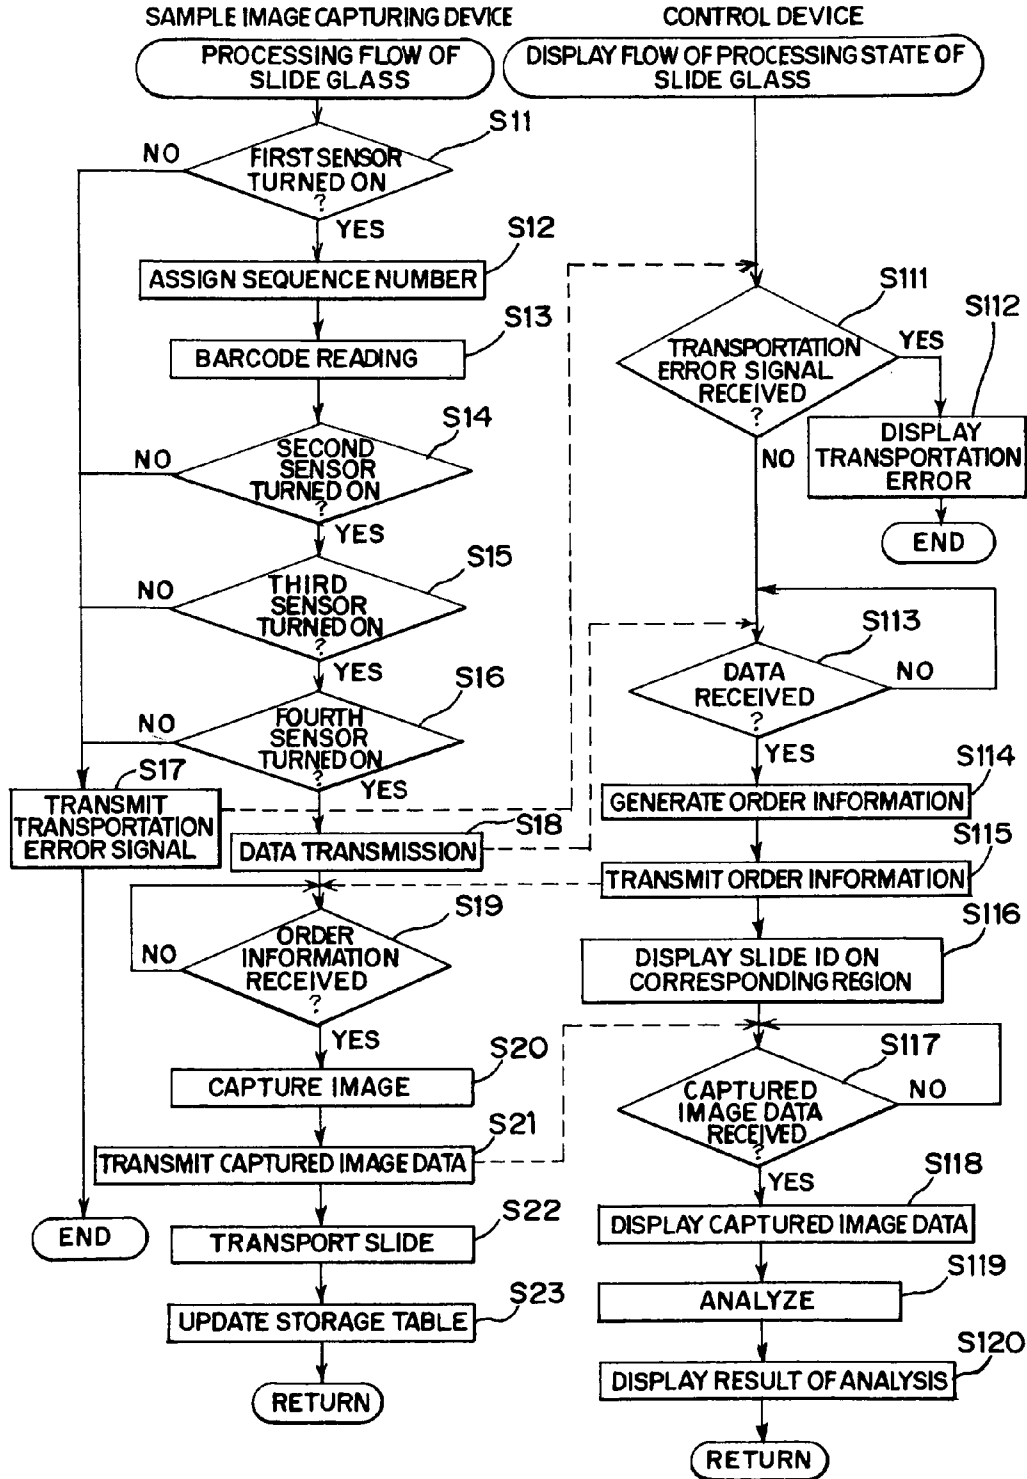 SAMPLE IMAGE CAPTURING DEVICE
PROCESSING FLOW OF
SLIDE GLASS
S11
NO
FIRST SENSOR
TURNED ON
?
YES
S12
ASSIGN SEQUENCE NUMBER
S13
BARCODE READING
S14
NO
SECOND
SENSOR
TURNED ON
?
YES
S15
NO
THIRD
SENSOR
TURNED ON
?
YES
S16
NO
FOURTH
SENSOR
TURNED ON
?
YES
S17
TRANSMIT
TRANSPORTATION
ERROR SIGNAL
S18
DATA TRANSMISSION
S19
NO
ORDER
INFORMATION
RECEIVED
?
YES
S20
CAPTURE IMAGE
S21
TRANSMIT CAPTURED IMAGE DATA
END
S22
TRANSPORT SLIDE
S23
UPDATE STORAGE TABLE
RETURN
CONTROL DEVICE
DISPLAY FLOW OF PROCESSING STATE OF
SLIDE GLASS
S111
TRANSPORTATION
ERROR SIGNAL
RECEIVED
?
YES
S112
NO
DISPLAY
TRANSPORTATION
ERROR
END
S113
DATA
RECEIVED
?
NO
YES
S114
GENERATE ORDER INFORMATION
S115
TRANSMIT ORDER INFORMATION
S116
DISPLAY SLIDE ID ON
CORRESPONDING REGION
S117
CAPTURED
IMAGE DATA
RECEIVED
?
NO
YES
S118
DISPLAY CAPTURED IMAGE DATA
S119
ANALYZE
S120
DISPLAY RESULT OF ANALYSIS
RETURN